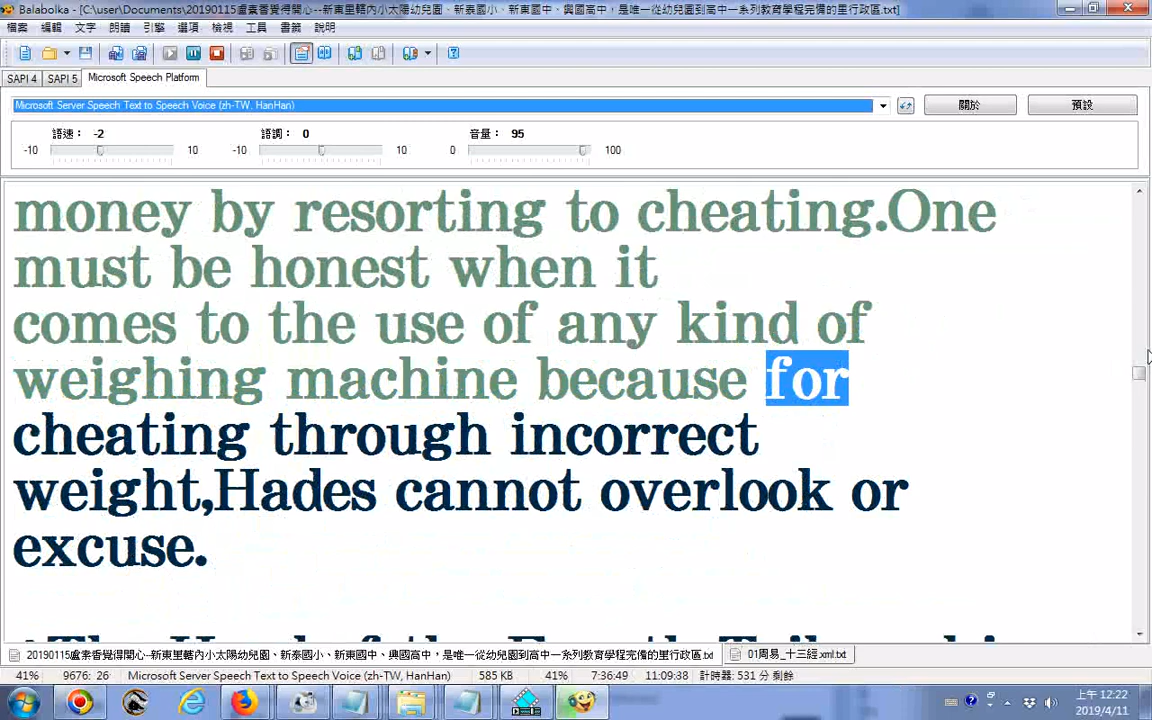 Balabolka - [C:\user\Documents\20190115盧素香覺得開心--新東里轄內小太陽幼兒園、新泰國小、新東國中、興國高中，是唯一從幼兒園到高中一系列教育學程完備的里行政區.txt]
檔案 編輯 文字 朗讀 引擎 選項 檢視 工具 書籤 說明
SAPI 4 SAPI 5 Microsoft Speech Platform
Microsoft Server Speech Text to Speech Voice (zh-TW, HanHan) 關於 預設
語速： -2 語調： 0 音量： 95
-10 10 -10 10 0 100
money by resorting to cheating.One
must be honest when it
comes to the use of any kind of
weighing machine because for
cheating through incorrect
weight,Hades cannot overlook or
excuse.
20190115盧素香覺得開心--新東里轄內小太陽幼兒園、新泰國小、新東國中、興國高中，是唯一從幼兒園到高中一系列教育學程完備的里行政區.txt 01周易_十三經.xml.txt
41% 9676: 26 Microsoft Server Speech Text to Speech Voice (zh-TW, HanHan) 585 KB 41% 7:36:49 11:09:38 計時器: 531 分 剩餘
上午 12:22
2019/4/11